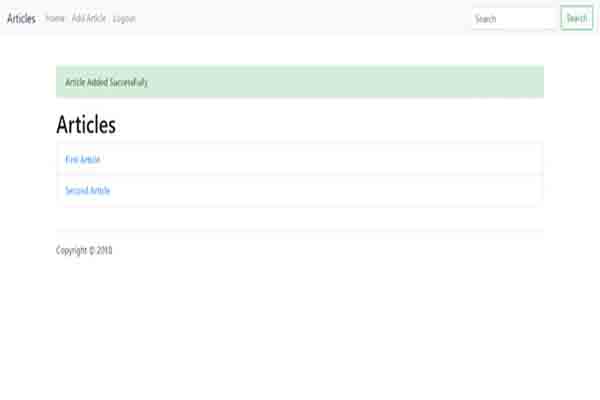 Articles Home Add Article Logout Search Search
Article Added Successfully
Articles
First Article
Second Article
Copyright © 2018